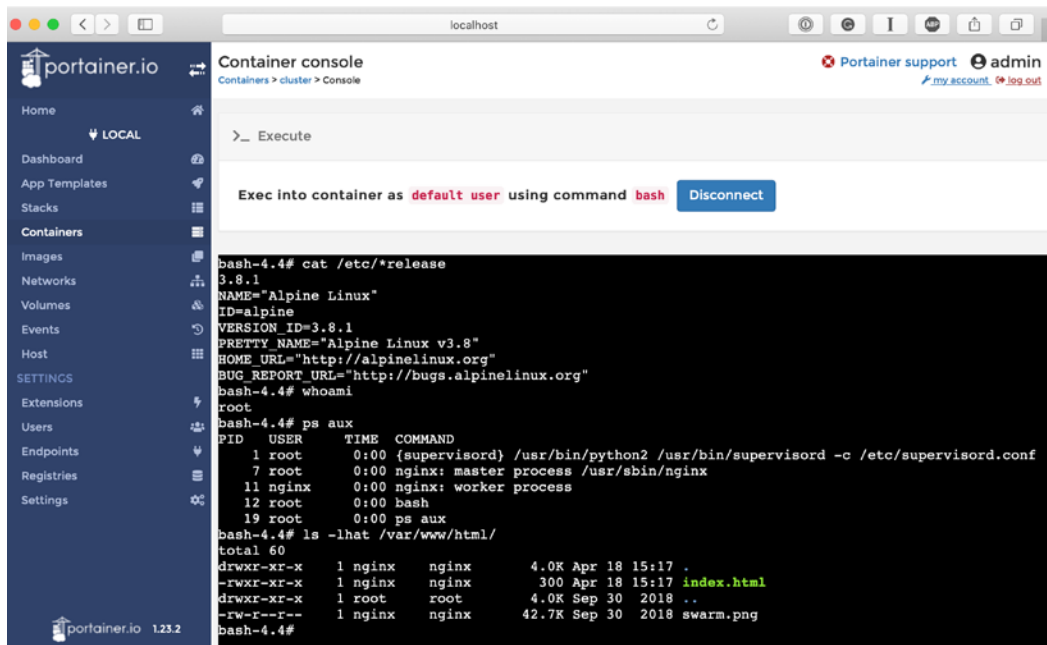 localhost
portainer.io
Container console
Containers > cluster > Console
Portainer support admin
my account log out
Home
LOCAL
Dashboard
App Templates
Stacks
Containers
Images
Networks
Volumes
Events
Host
SETTINGS
Extensions
Users
Endpoints
Registries
Settings
portainer.io 1.23.2
>_ Execute
Exec into container as default user using command bash Disconnect
bash-4.4# cat /etc/*release
3.8.1
NAME="Alpine Linux"
ID=alpine
VERSION_ID=3.8.1
PRETTY_NAME="Alpine Linux v3.8"
HOME_URL="http://alpinelinux.org"
BUG_REPORT_URL="http://bugs.alpinelinux.org"
bash-4.4# whoami
root
bash-4.4# ps aux
PID USER TIME COMMAND
1 root 0:00 {supervisord} /usr/bin/python2 /usr/bin/supervisord -c /etc/supervisord.conf
7 root 0:00 nginx: master process /usr/sbin/nginx
11 nginx 0:00 nginx: worker process
12 root 0:00 bash
19 root 0:00 ps aux
bash-4.4# ls -lhat /var/www/html/
total 60
drwxr-xr-x 1 nginx nginx 4.0K Apr 18 15:17 .
-rwxr-xr-x 1 nginx nginx 300 Apr 18 15:17 index.html
drwxr-xr-x 1 root root 4.0K Sep 30 2018 ..
-rw-r--r-- 1 nginx nginx 42.7K Sep 30 2018 swarm.png
bash-4.4#